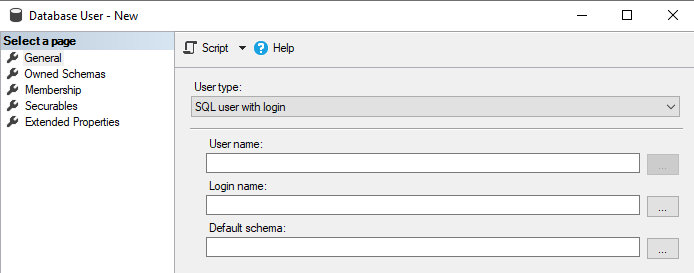 Database User - New
Select a page
General
Owned Schemas
Membership
Securables
Extended Properties
Script Help
User type:
SQL user with login
User name:
...
Login name:
...
Default schema:
...